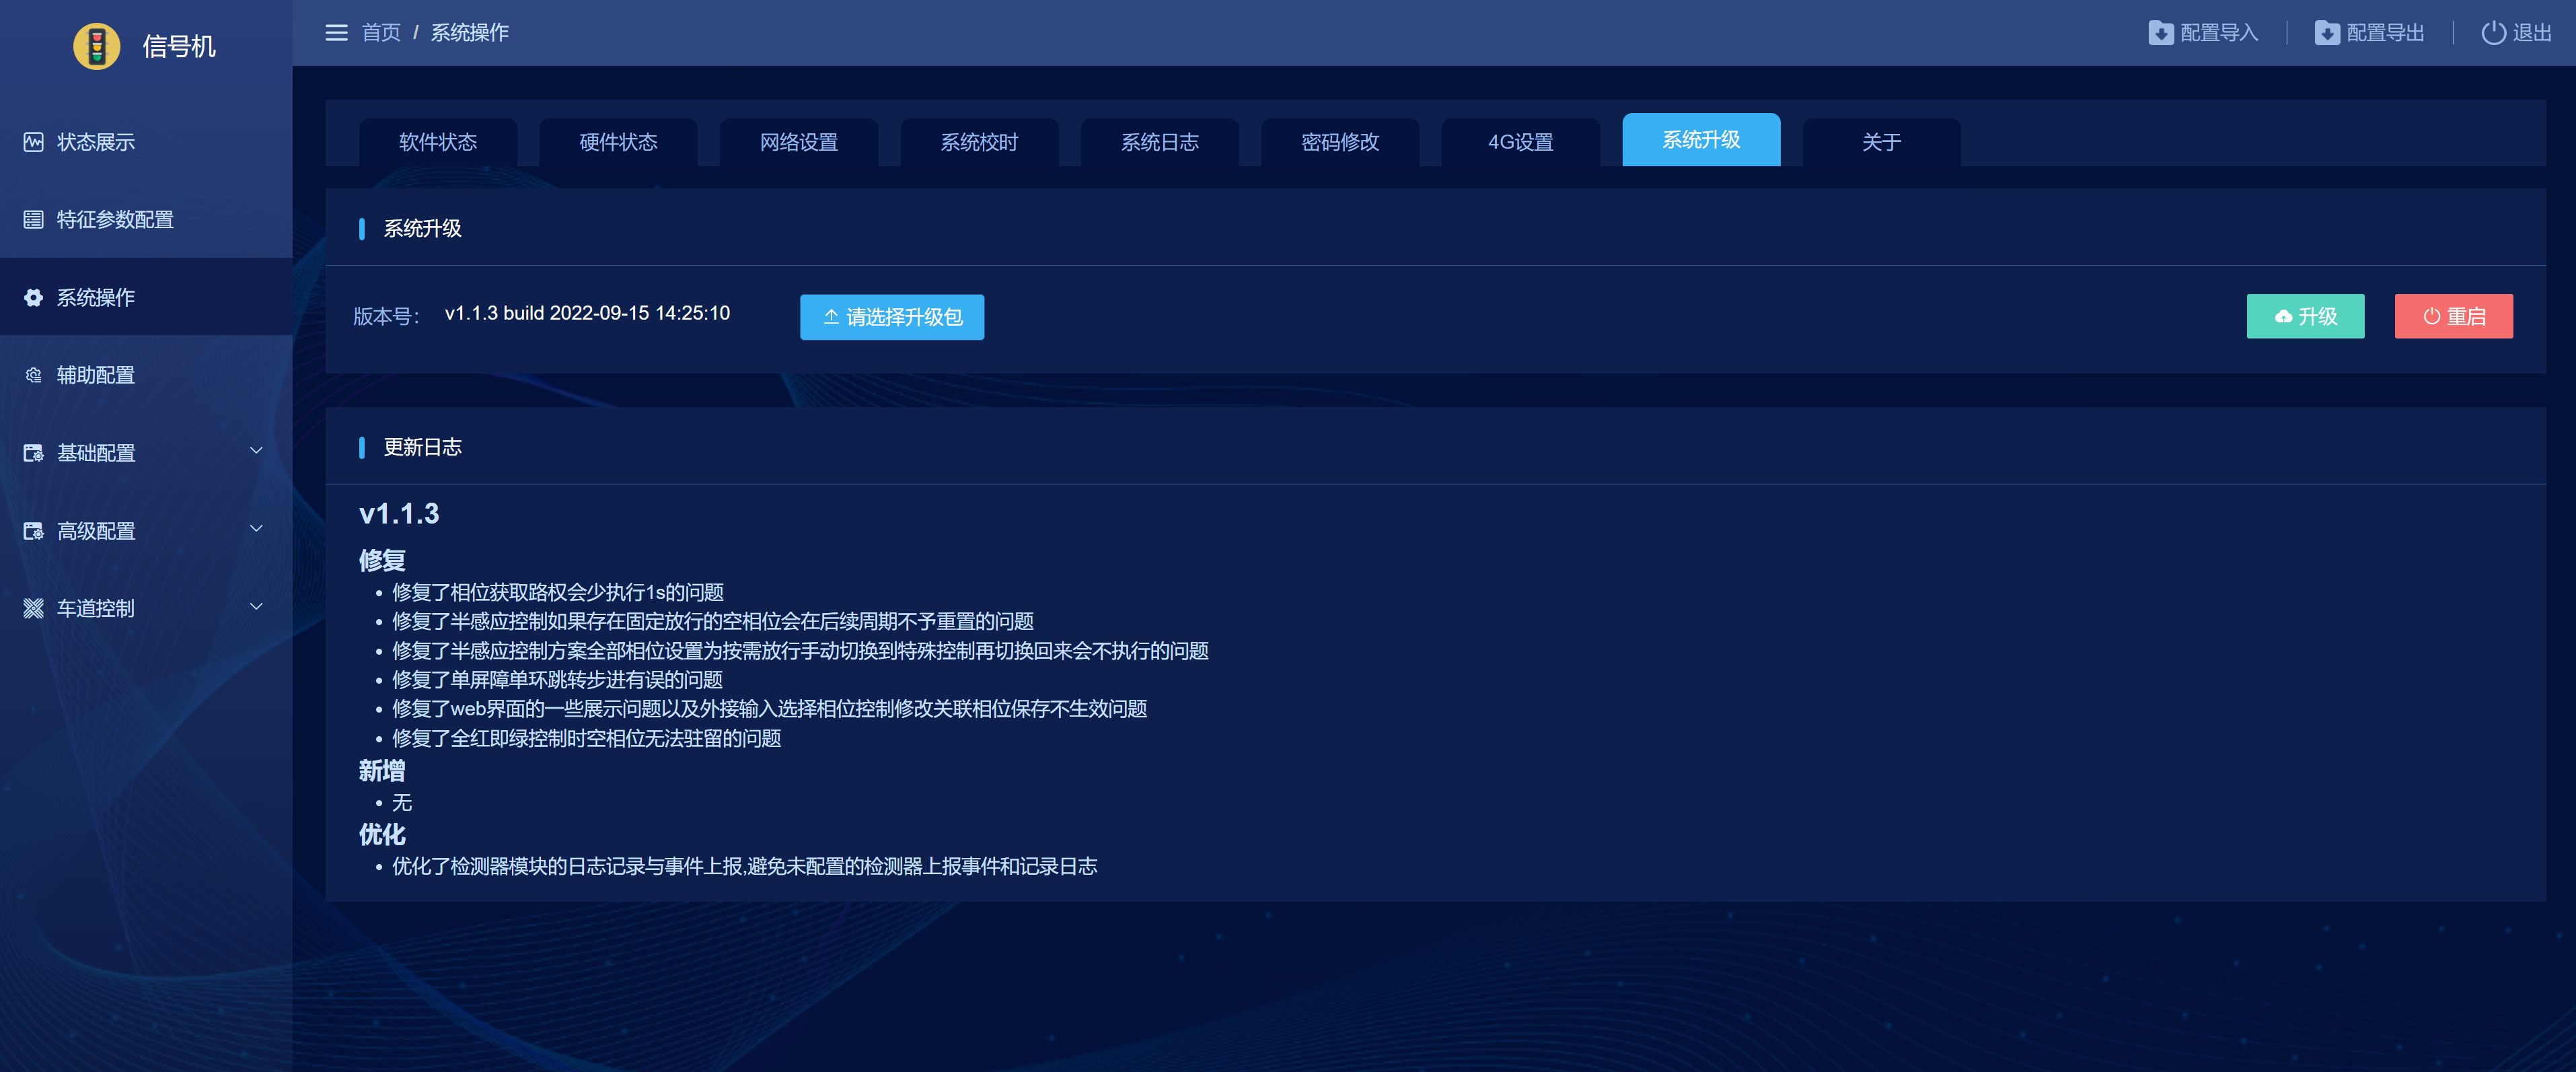 信号机
首页 / 系统操作
配置导入
配置导出
退出
状态展示
特征参数配置
系统操作
辅助配置
基础配置
高级配置
车道控制
软件状态
硬件状态
网络设置
系统校时
系统日志
密码修改
4G设置
系统升级
关于
系统升级
版本号: v1.1.3 build 2022-09-15 14:25:10
请选择升级包
升级
重启
更新日志
v1.1.3
修复
修复了相位获取路权会少执行1s的问题
修复了半感应控制如果存在固定放行的空相位会在后续周期不予重置的问题
修复了半感应控制方案全部相位设置为按需放行手动切换到特殊控制再切换回来会不执行的问题
修复了单屏障单环跳转步进有误的问题
修复了web界面的一些展示问题以及外接输入选择相位控制修改关联相位保存不生效问题
修复了全红即绿控制时空相位无法驻留的问题
新增
无
优化
优化了检测器模块的日志记录与事件上报,避免未配置的检测器上报事件和记录日志